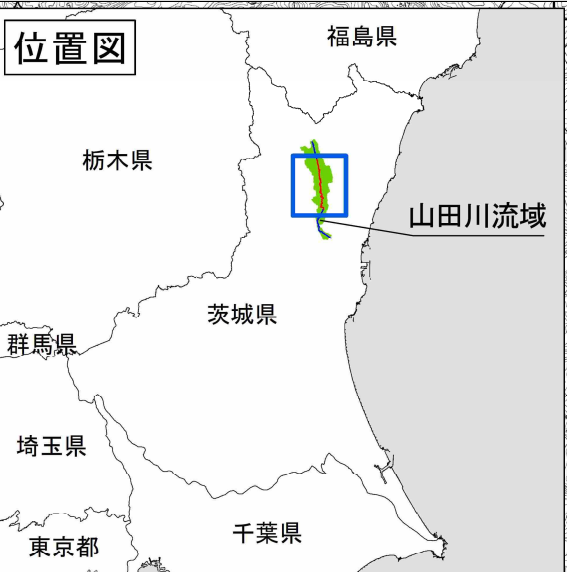 位置図
福島県
栃木県
山田川流域
茨城県
群馬県
埼玉県
千葉県
東京都